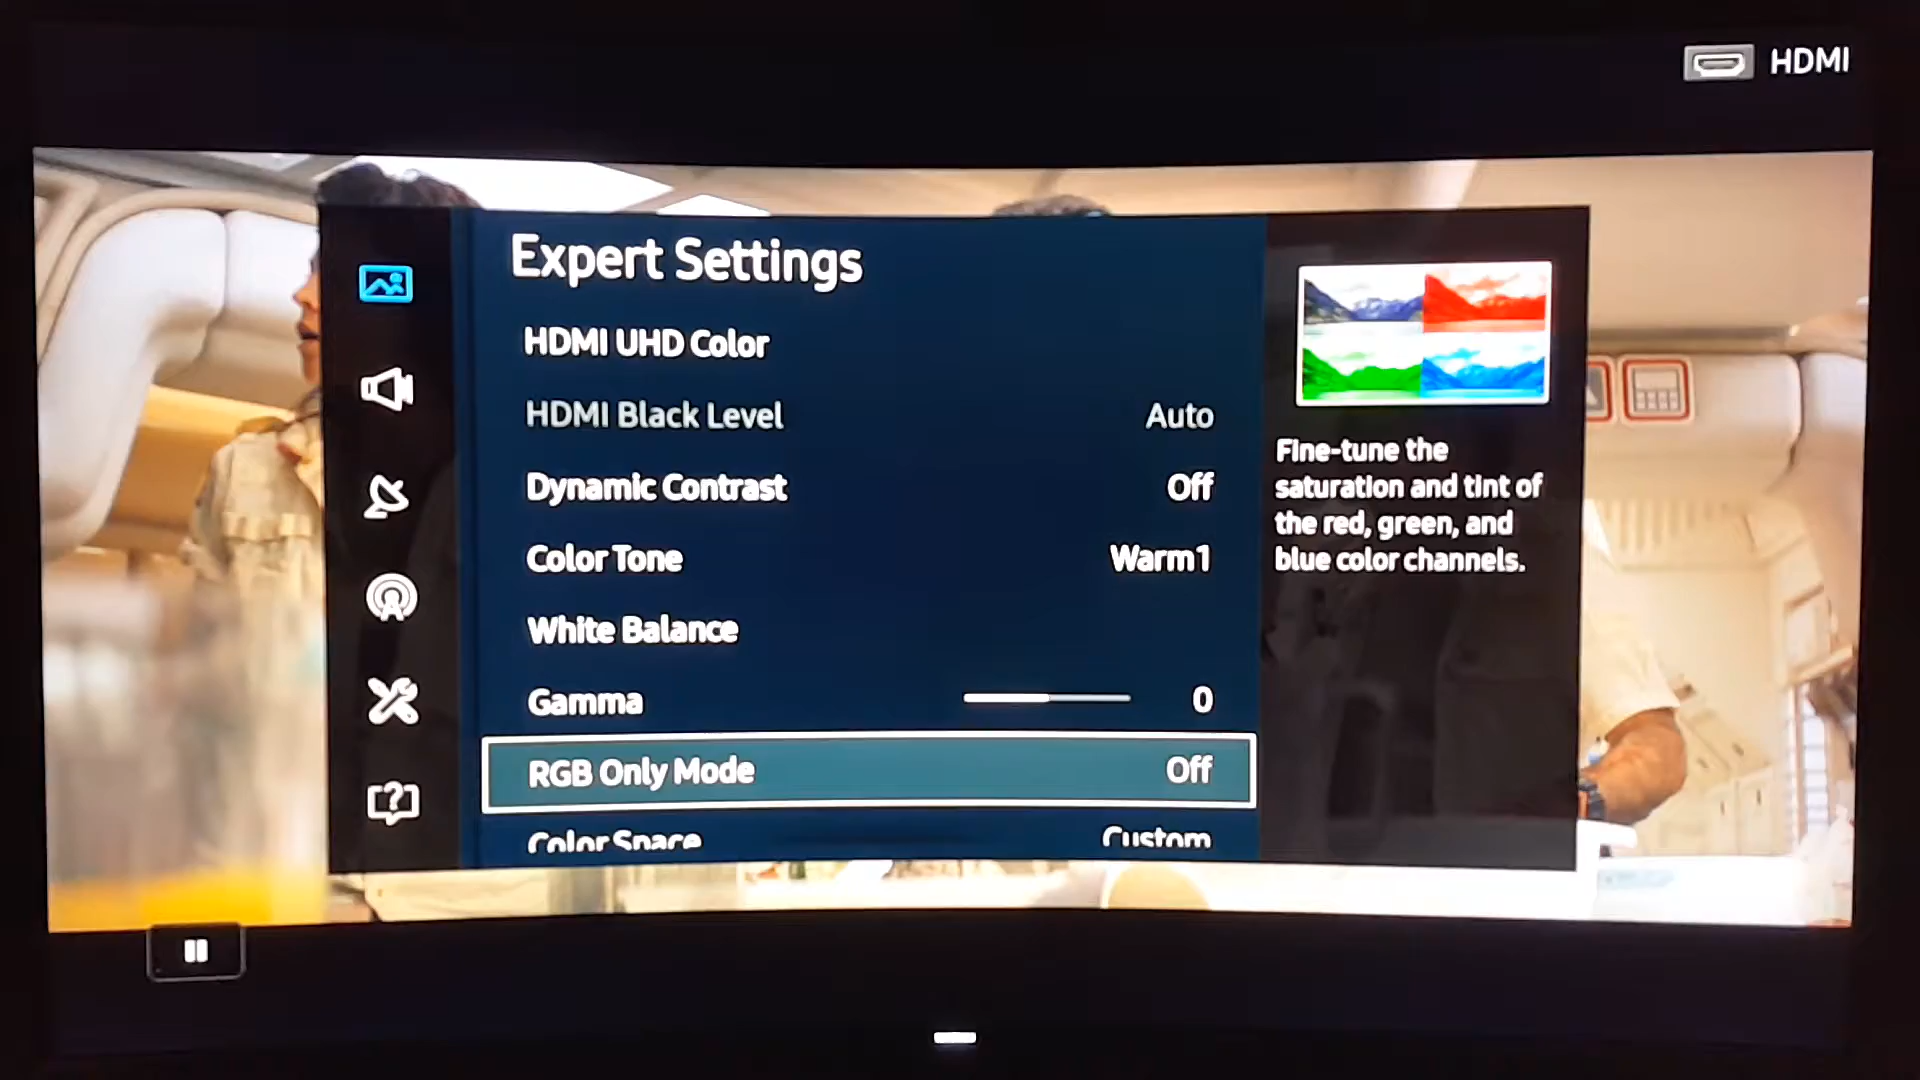 HDMI
Expert Settings
HDMI UHD Color
HDMI Black Level Auto
Dynamic Contrast Off
Color Tone Warm1
White Balance
Gamma 0
RGB Only Mode Off
Color Space Custom
Fine-tune the
saturation and tint of
the red, green, and
blue color channels.